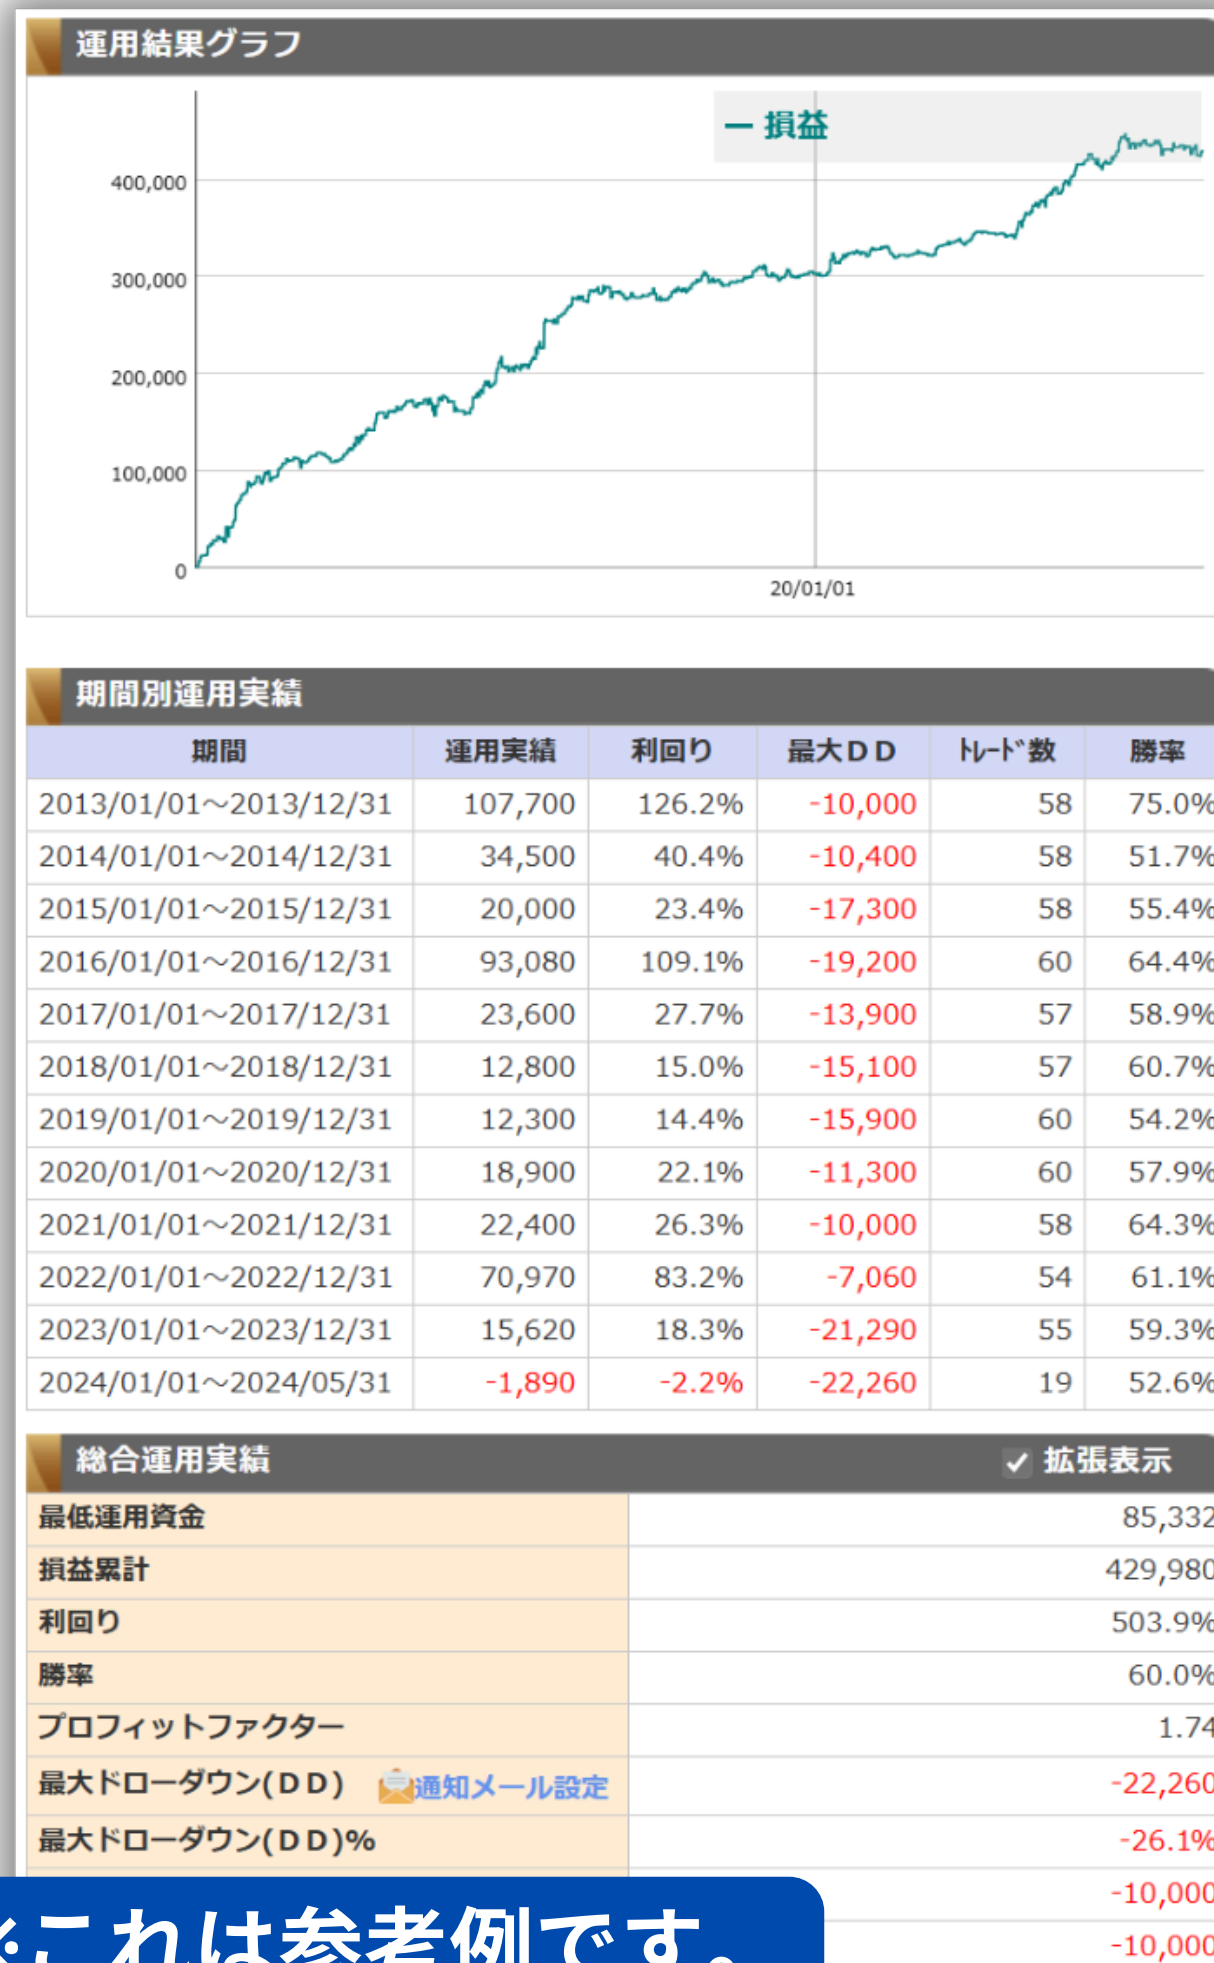 運用結果グラフ
損益
400,000
300,000
200,000
100,000
0
20/01/01
期間別運用実績
期間 運用実績 利回り 最大DD ﾄﾚｰﾄﾞ数 勝率
2013/01/01～2013/12/31 107,700 126.2% -10,000 58 75.0%
2014/01/01～2014/12/31 34,500 40.4% -10,400 58 51.7%
2015/01/01～2015/12/31 20,000 23.4% -17,300 58 55.4%
2016/01/01～2016/12/31 93,080 109.1% -19,200 60 64.4%
2017/01/01～2017/12/31 23,600 27.7% -13,900 57 58.9%
2018/01/01～2018/12/31 12,800 15.0% -15,100 57 60.7%
2019/01/01～2019/12/31 12,300 14.4% -15,900 60 54.2%
2020/01/01～2020/12/31 18,900 22.1% -11,300 60 57.9%
2021/01/01～2021/12/31 22,400 26.3% -10,000 58 64.3%
2022/01/01～2022/12/31 70,970 83.2% -7,060 54 61.1%
2023/01/01～2023/12/31 15,620 18.3% -21,290 55 59.3%
2024/01/01～2024/05/31 -1,890 -2.2% -22,260 19 52.6%
総合運用実績 拡張表示
最低運用資金 85,332
損益累計 429,980
利回り 503.9%
勝率 60.0%
プロフィットファクター 1.74
最大ドローダウン(DD) 通知メール設定 -22,260
最大ドローダウン(DD)% -26.1%
-10,000
-10,000
※これは参考例です。